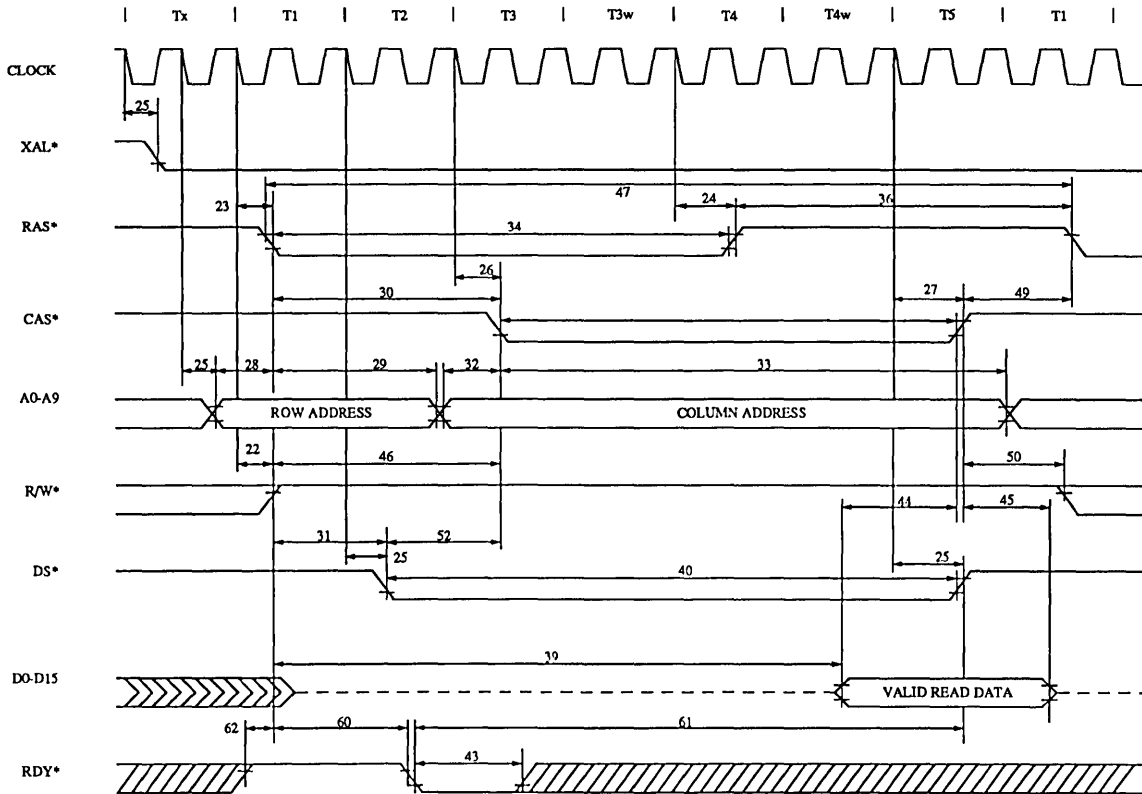 Tx T1 T2 T3 T3w T4 T4w T5 T1
CLOCK
25
XAL*
47
23 24 36
RAS* 34
26
30 27 49
CAS*
25 28 29 32 33
A0-A9 ROW ADDRESS COLUMN ADDRESS
22 46 50
R/W*
44 45
31 52
25 25
DS* 40
39
D0-D15 VALID READ DATA
62 60 61
43
RDY*